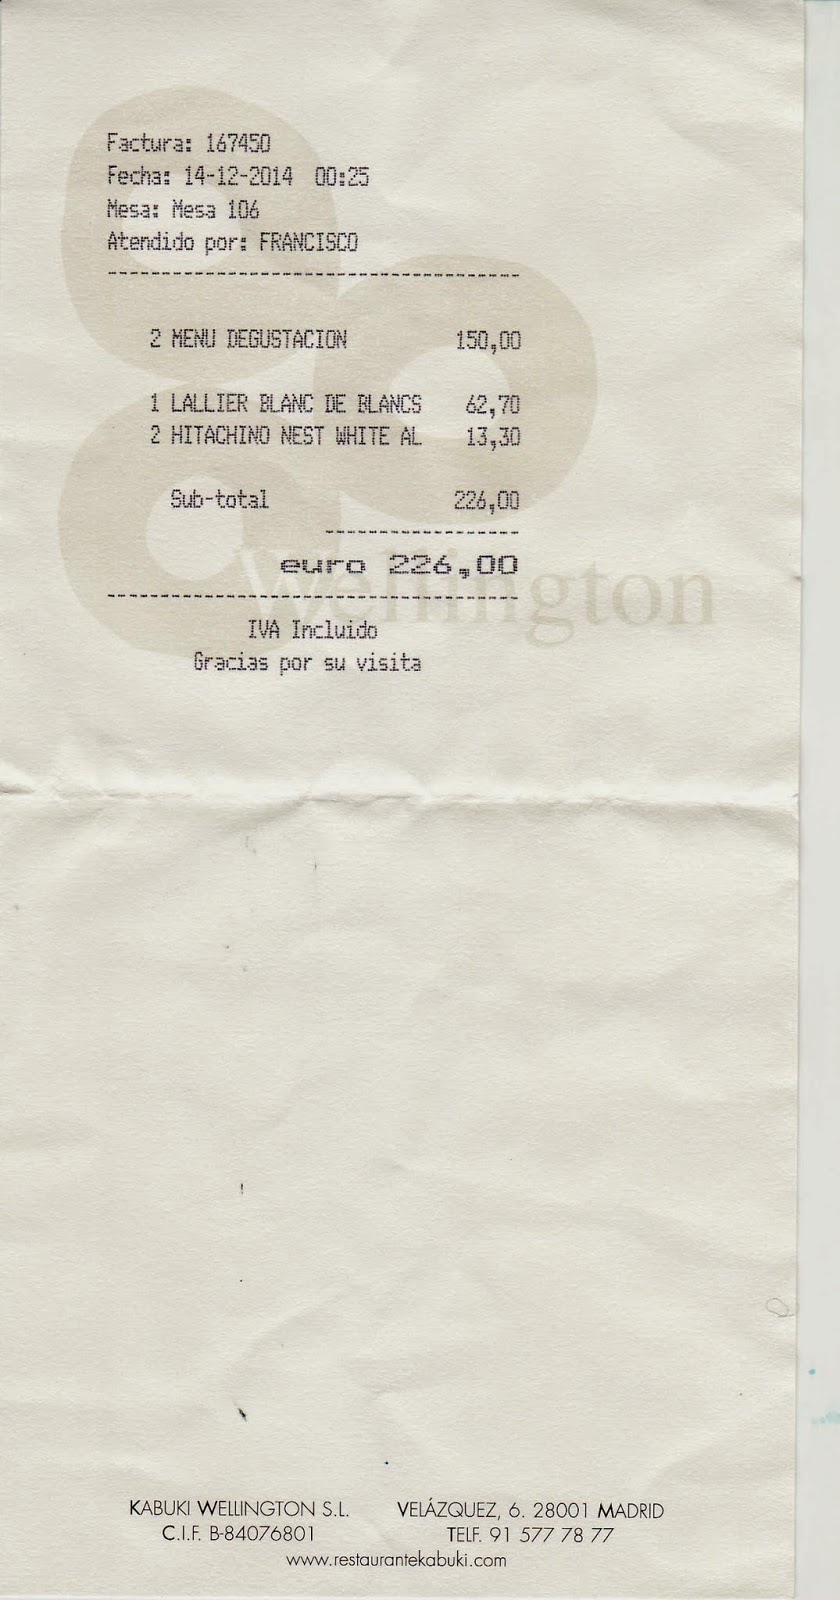 Factura: 167450
Fecha: 14-12-2014 00:25
Mesa: Mesa 106
Atendido por: FRANCISCO
2 MENU DEGUSTACION 150,00
1 LALLIER BLANC DE BLANCS 62,70
2 HITACHINO NEST WHITE AL 13,30
Sub-total 226,00
euro 226,00
Wellington
IVA Incluido
Gracias por su visita
KABUKI WELLINGTON S.L. VELÁZQUEZ, 6. 28001 MADRID
C.I.F. B-84076801 TELF. 91 577 78 77
www.restaurantekabuki.com